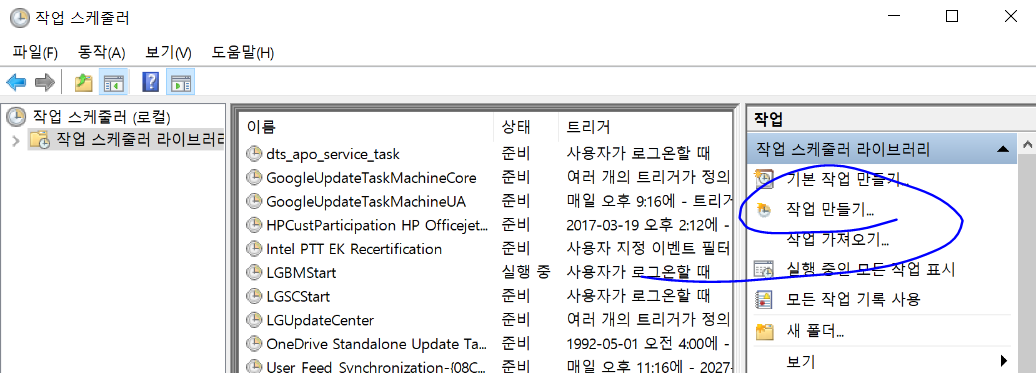 작업 스케줄러
파일(F) 동작(A) 보기(V) 도움말(H)
작업 스케줄러 (로컬)
작업 스케줄러 라이브러리
이름 상태 트리거
dts_apo_service_task 준비 사용자가 로그온할 때
GoogleUpdateTaskMachineCore 준비 여러 개의 트리거가 정의
GoogleUpdateTaskMachineUA 준비 매일 오후 9:16에 - 트리거
HPCustParticipation HP Officejet... 준비 2017-03-19 오후 2:12에 -
Intel PTT EK Recertification 준비 사용자 지정 이벤트 필터
LGBMStart 실행 중 사용자가 로그온할 때
LGSCStart 준비 사용자가 로그온할 때
LGUpdateCenter 준비 여러 개의 트리거가 정의
OneDrive Standalone Update Ta... 준비 1992-05-01 오전 4:00에 -
User Feed Synchronization-{08C... 준비 매일 오후 11:16에 - 2027-
작업
작업 스케줄러 라이브러리
기본 작업 만들기...
작업 만들기...
작업 가져오기...
실행 중인 모든 작업 표시
모든 작업 기록 사용
새 폴더...
보기